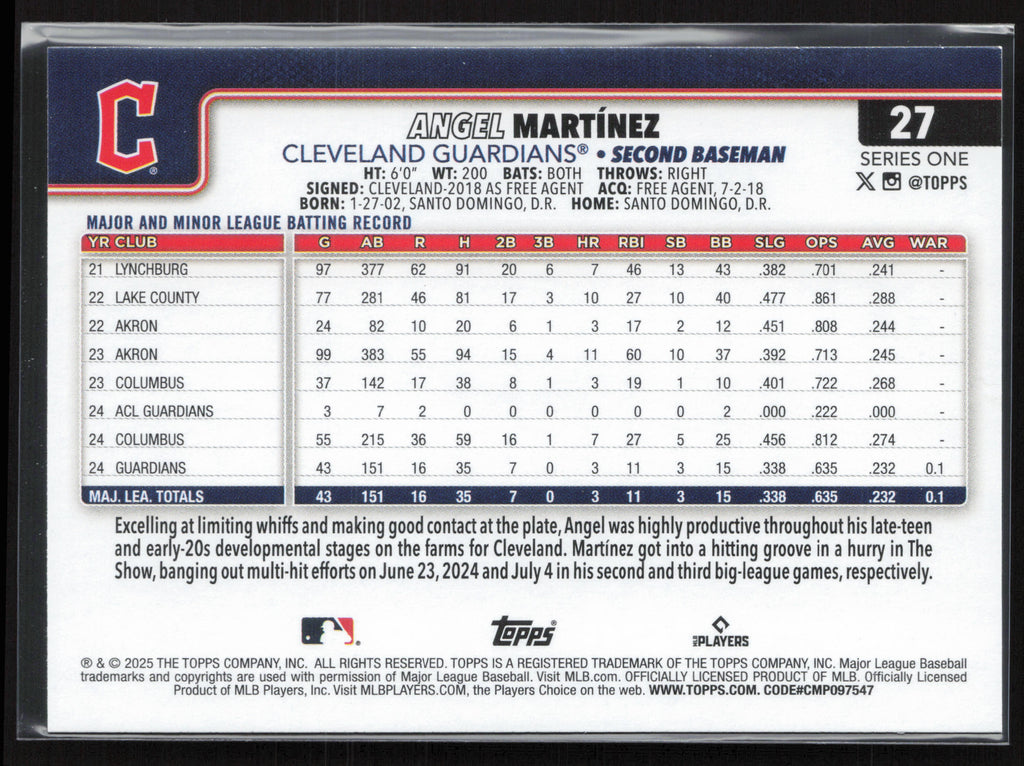 C ®
27
ANGEL MARTÍNEZ
CLEVELAND GUARDIANS® • SECOND BASEMAN
SERIES ONE
HT: 6'0" WT: 200 BATS: BOTH THROWS: RIGHT
X @TOPPS
SIGNED: CLEVELAND-2018 AS FREE AGENT ACQ: FREE AGENT, 7-2-18
BORN: 1-27-02, SANTO DOMINGO, D.R. HOME: SANTO DOMINGO, D.R.
MAJOR AND MINOR LEAGUE BATTING RECORD
YR CLUB G AB R H 2B 3B HR RBI SB BB SLG OPS AVG WAR
21 LYNCHBURG 97 377 62 91 20 6 7 46 13 43 .382 .701 .241 -
22 LAKE COUNTY 77 281 46 81 17 3 10 27 10 40 .477 .861 .288 -
22 AKRON 24 82 10 20 6 1 3 17 2 12 .451 .808 .244 -
23 AKRON 99 383 55 94 15 4 11 60 10 37 .392 .713 .245 -
23 COLUMBUS 37 142 17 38 8 1 3 19 1 10 .401 .722 .268 -
24 ACL GUARDIANS 3 7 2 0 0 0 0 0 0 2 .000 .222 .000 -
24 COLUMBUS 55 215 36 59 16 1 7 27 5 25 .456 .812 .274 -
24 GUARDIANS 43 151 16 35 7 0 3 11 3 15 .338 .635 .232 0.1
MAJ. LEA. TOTALS 43 151 16 35 7 0 3 11 3 15 .338 .635 .232 0.1
Excelling at limiting whiffs and making good contact at the plate, Angel was highly productive throughout his late-teen
and early-20s developmental stages on the farms for Cleveland. Martínez got into a hitting groove in a hurry in The
Show, banging out multi-hit efforts on June 23, 2024 and July 4 in his second and third big-league games, respectively.
Topps® MLB PLAYERS
® & © 2025 THE TOPPS COMPANY, INC. ALL RIGHTS RESERVED. TOPPS IS A REGISTERED TRADEMARK OF THE TOPPS COMPANY, INC. Major League Baseball
trademarks and copyrights are used with permission of Major League Baseball. Visit MLB.com. OFFICIALLY LICENSED PRODUCT OF MLB. Officially Licensed
Product of MLB Players, Inc. Visit MLBPLAYERS.COM, the Players Choice on the web. WWW.TOPPS.COM. CODE#CMP097547